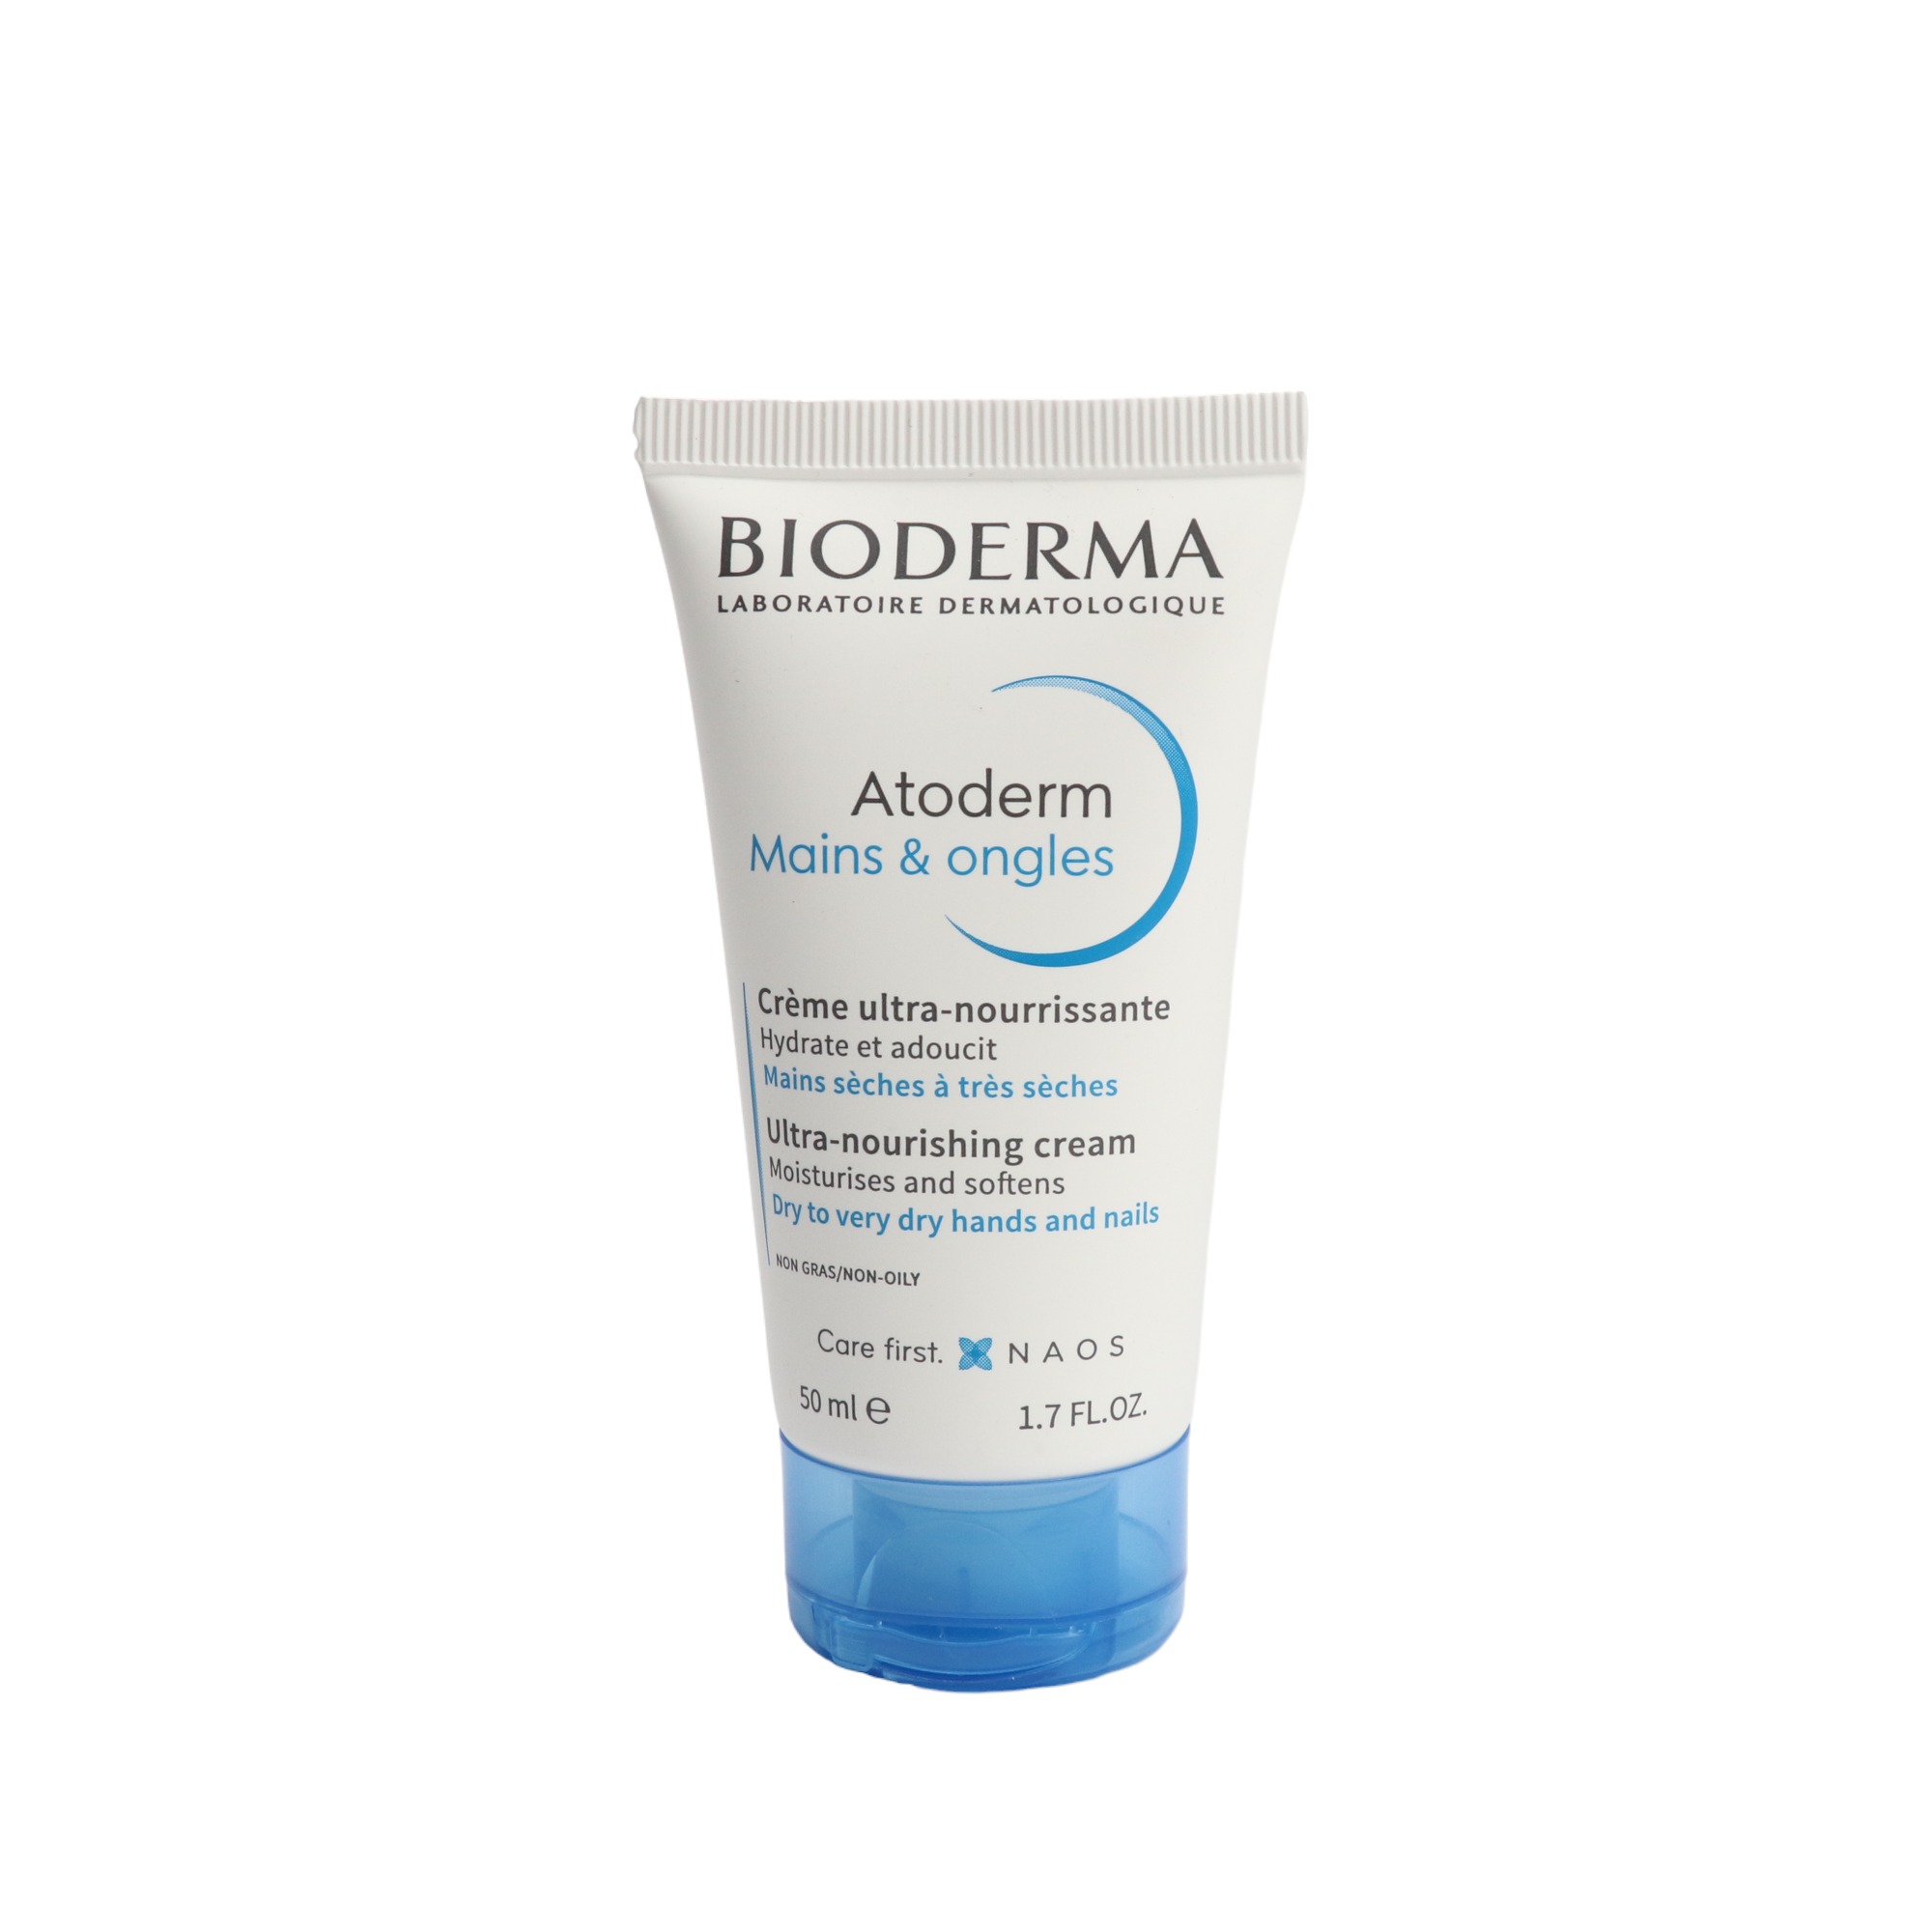 BIODERMA
LABORATOIRE DERMATOLOGIQUE
Atoderm
Mains & ongles
Crème ultra-nourrissante
Hydrate et adoucit
Mains sèches à très sèches
Ultra-nourishing cream
Moisturises and softens
Dry to very dry hands and nails
NON GRAS/NON-OILY
Care first. NAOS
50 ml ℮ 1.7 FL.OZ.